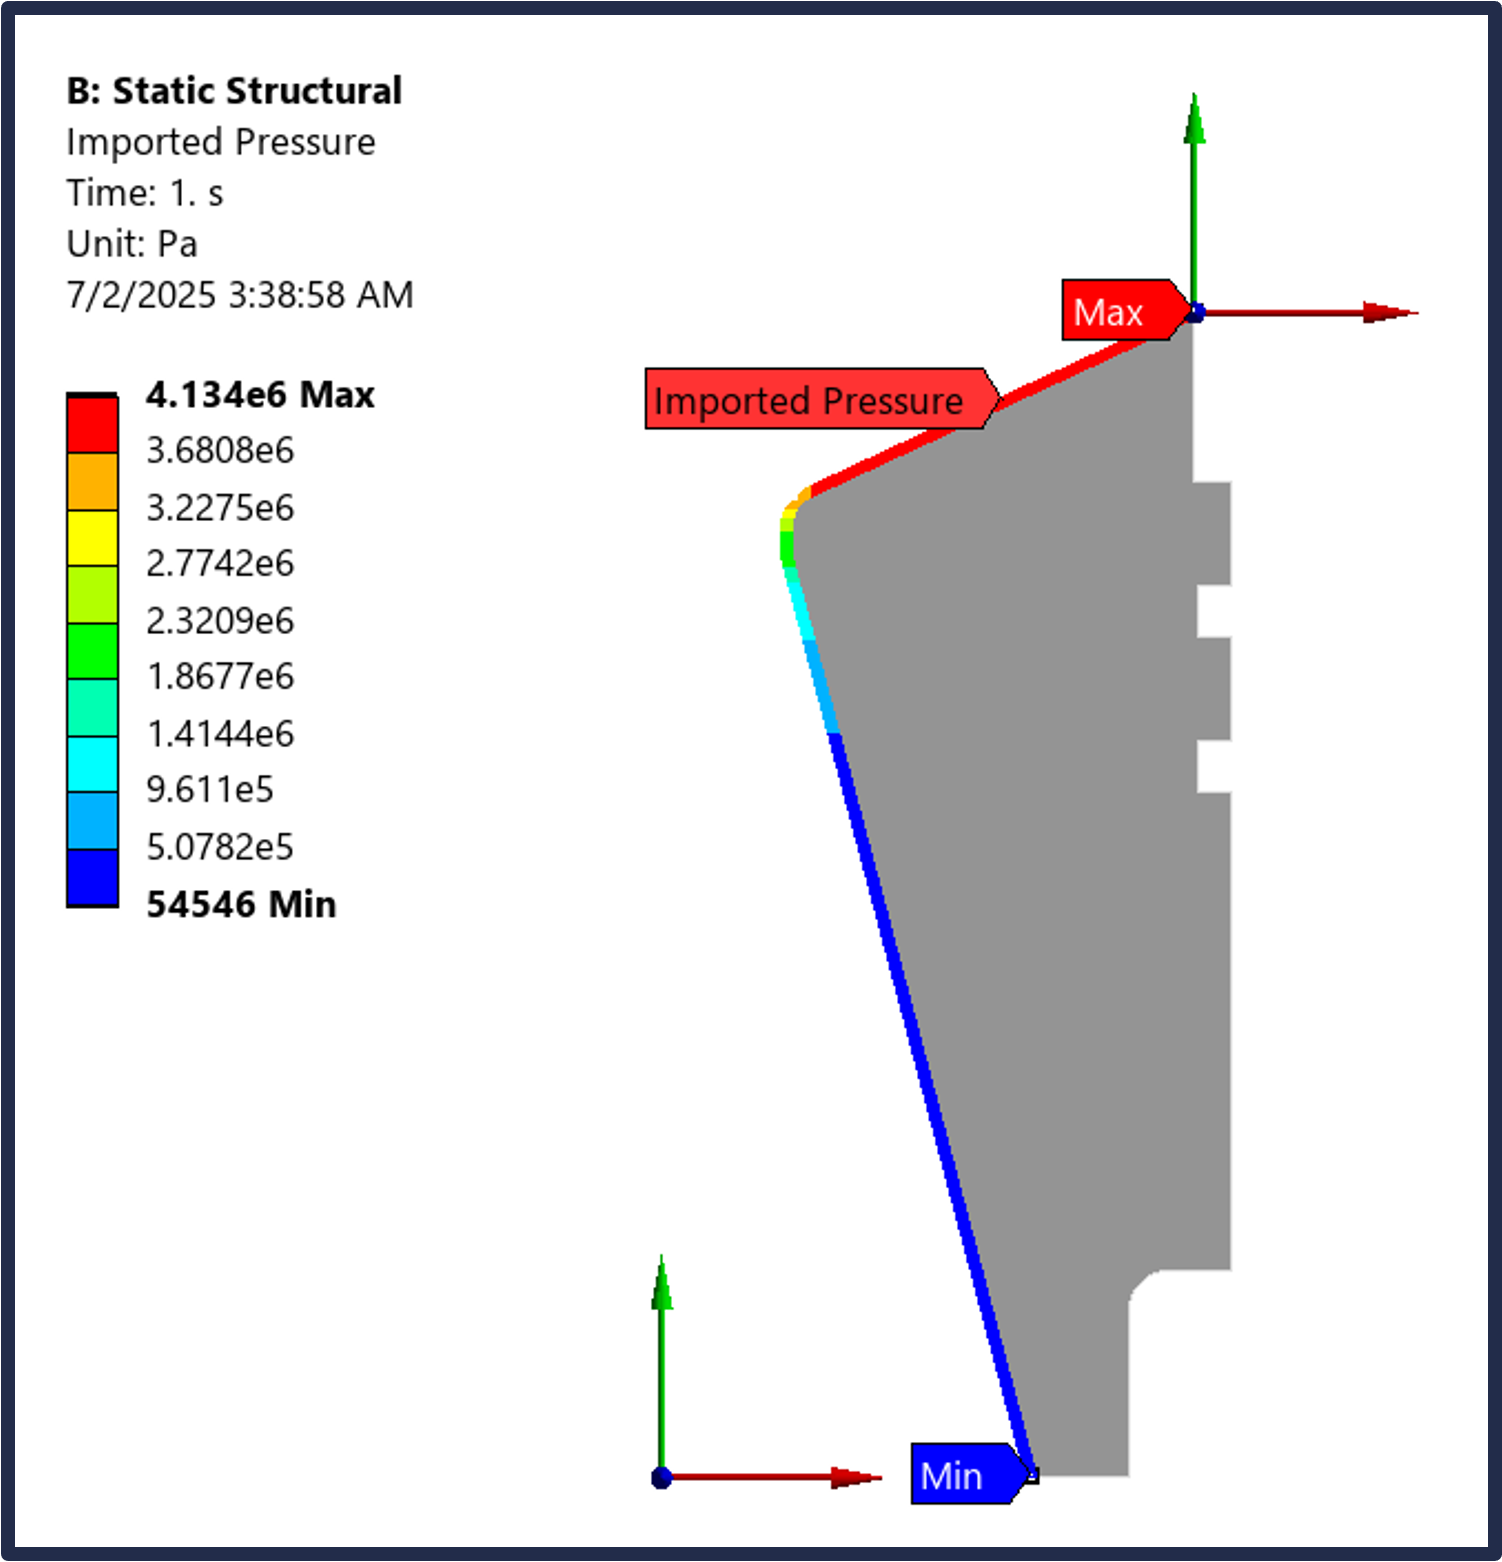 B: Static Structural
Imported Pressure
Time: 1. s
Unit: Pa
7/2/2025 3:38:58 AM
4.134e6 Max
3.6808e6
3.2275e6
2.7742e6
2.3209e6
1.8677e6
1.4144e6
9.611e5
5.0782e5
54546 Min
Max
Imported Pressure
Min